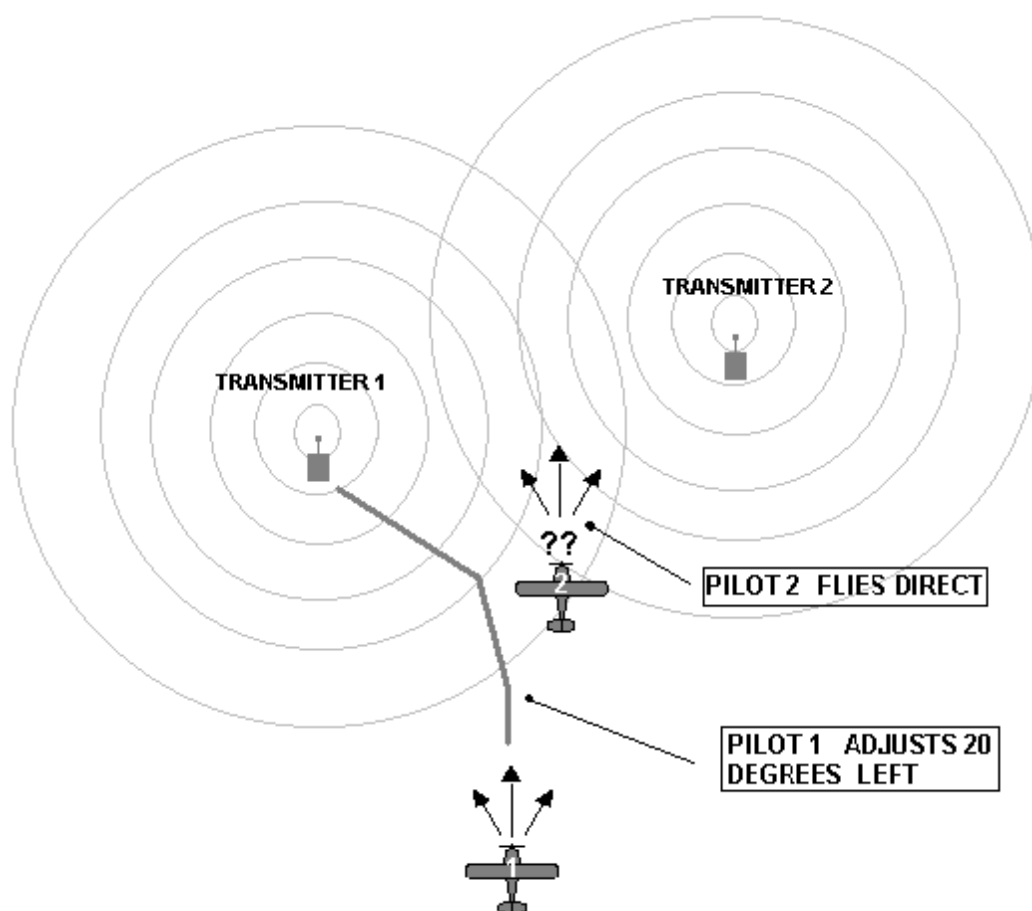 TRANSMITTER 2
TRANSMITTER 1
??
2
PILOT 2 FLIES DIRECT
PILOT 1 ADJUSTS 20
DEGREES LEFT
1